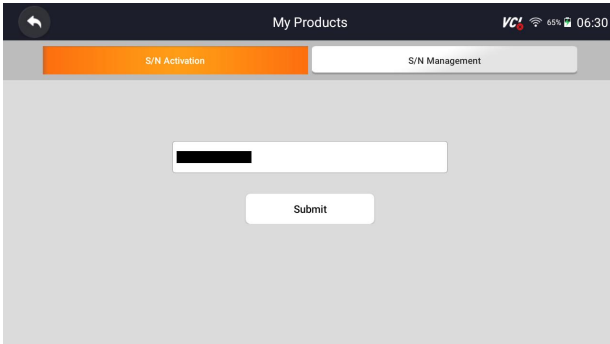 My Products
VCI 65% 06:30
S/N Activation
S/N Management
Submit